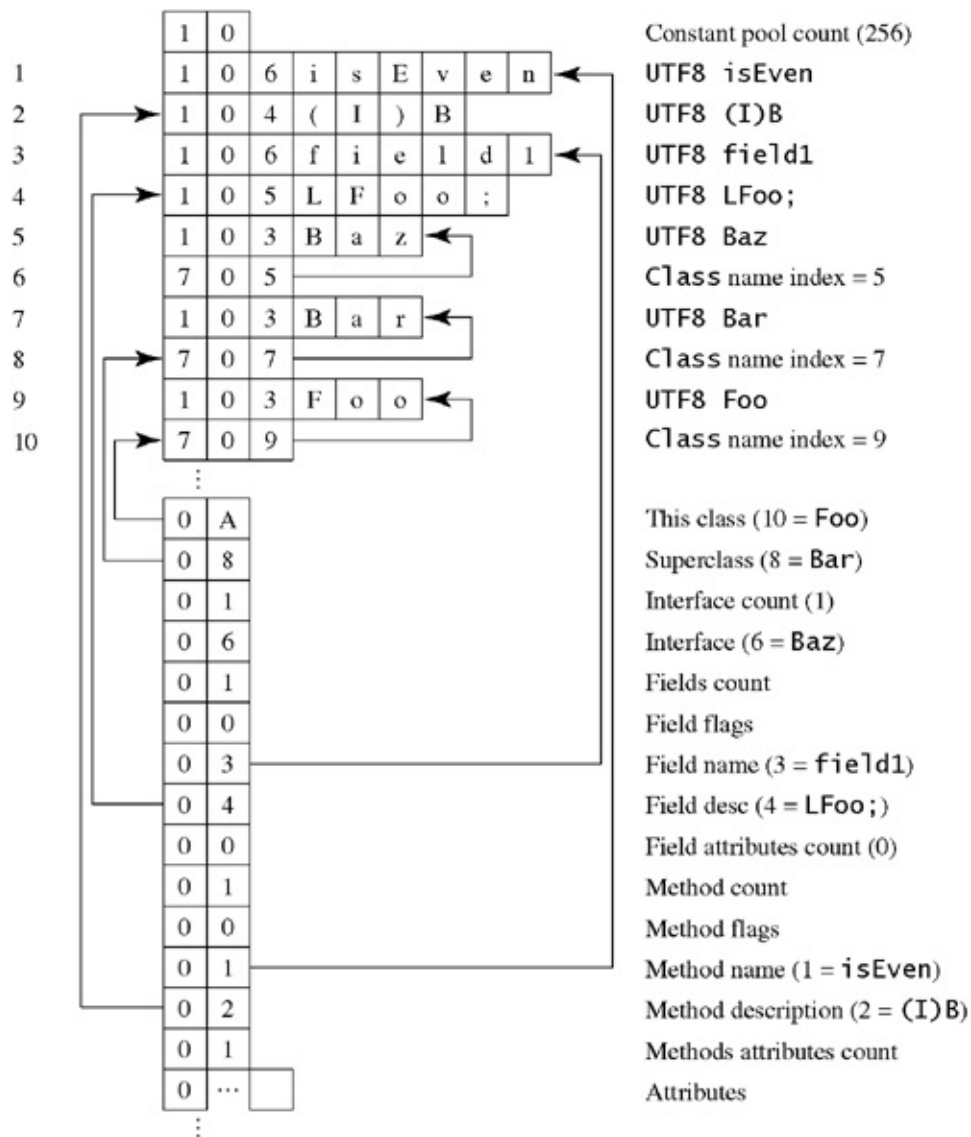 1 0 Constant pool count (256)
1 1 0 6 i s E v e n UTF8 isEven
2 1 0 4 ( I ) B UTF8 (I)B
3 1 0 6 f i e l d 1 UTF8 field1
4 1 0 5 L F o o ; UTF8 LFoo;
5 1 0 3 B a z UTF8 Baz
6 7 0 5 Class name index = 5
7 1 0 3 B a r UTF8 Bar
8 7 0 7 Class name index = 7
9 1 0 3 F o o UTF8 Foo
10 7 0 9 Class name index = 9
⋮
0 A This class (10 = Foo)
0 8 Superclass (8 = Bar)
0 1 Interface count (1)
0 6 Interface (6 = Baz)
0 1 Fields count
0 0 Field flags
0 3 Field name (3 = field1)
0 4 Field desc (4 = LFoo;)
0 0 Field attributes count (0)
0 1 Method count
0 0 Method flags
0 1 Method name (1 = isEven)
0 2 Method description (2 = (I)B)
0 1 Methods attributes count
0 ... Attributes
⋮